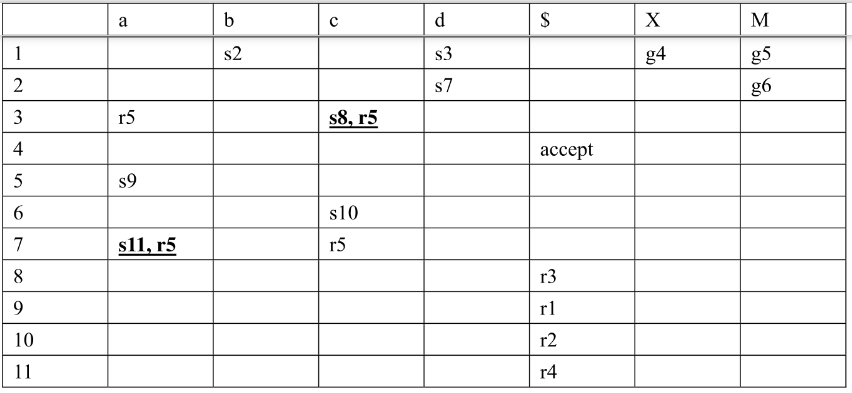 a b c d $ X M
1 s2 s3 g4 g5
2 s7 g6
3 r5 s8, r5
4 accept
5 s9
6 s10
7 s11, r5 r5
8 r3
9 r1
10 r2
11 r4